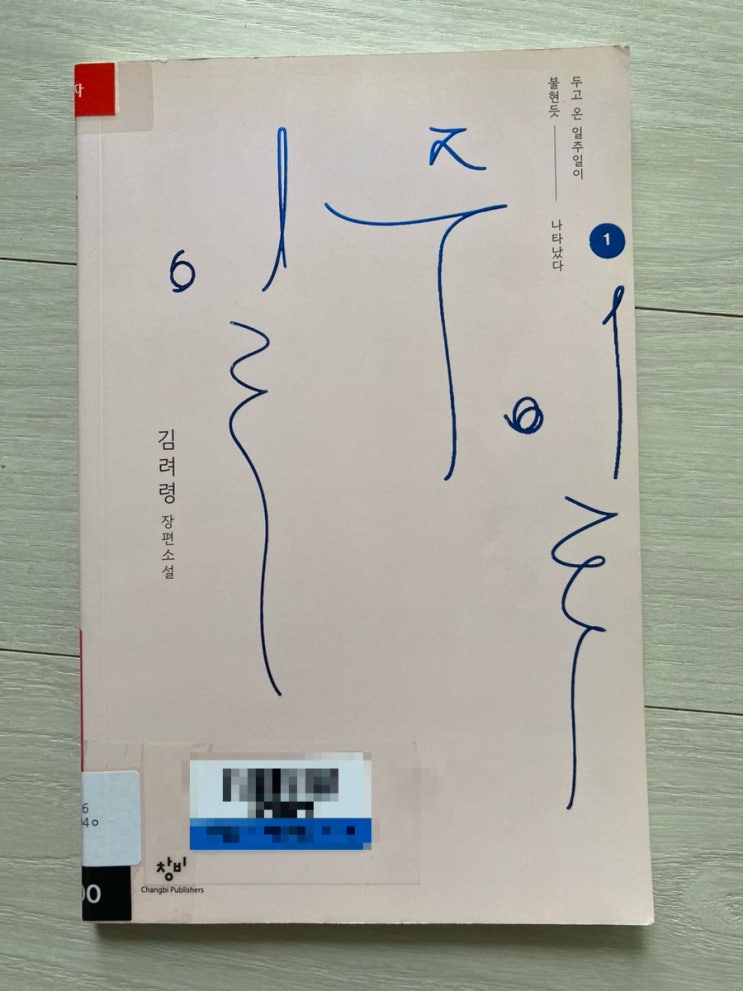 두고 온 일주일이
불현듯 —— 나타났다
1
일주일
김려령 장편소설
창비
Changbi Publishers